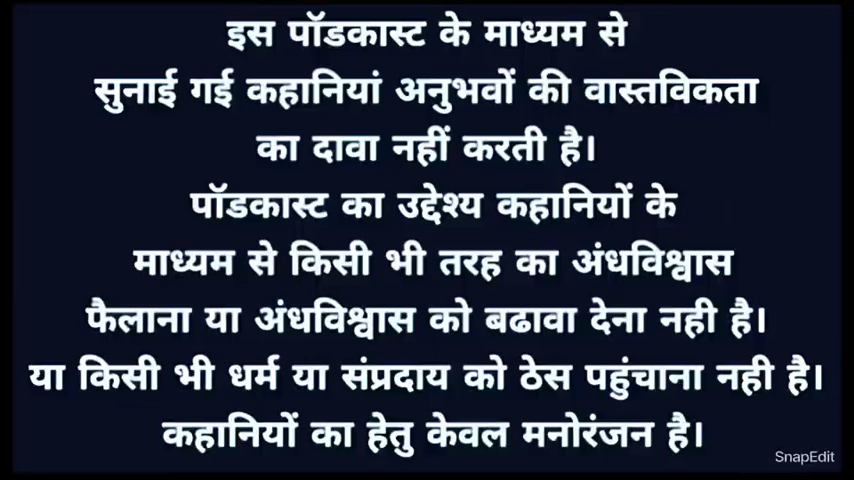 इस पॉडकास्ट के माध्यम से
सुनाई गई कहानियां अनुभवों की वास्तविकता
का दावा नहीं करती है।
पॉडकास्ट का उद्देश्य कहानियों के
माध्यम से किसी भी तरह का अंधविश्वास
फैलाना या अंधविश्वास को बढावा देना नही है।
या किसी भी धर्म या संप्रदाय को ठेस पहुंचाना नही है।
कहानियों का हेतु केवल मनोरंजन है।
SnapEdit